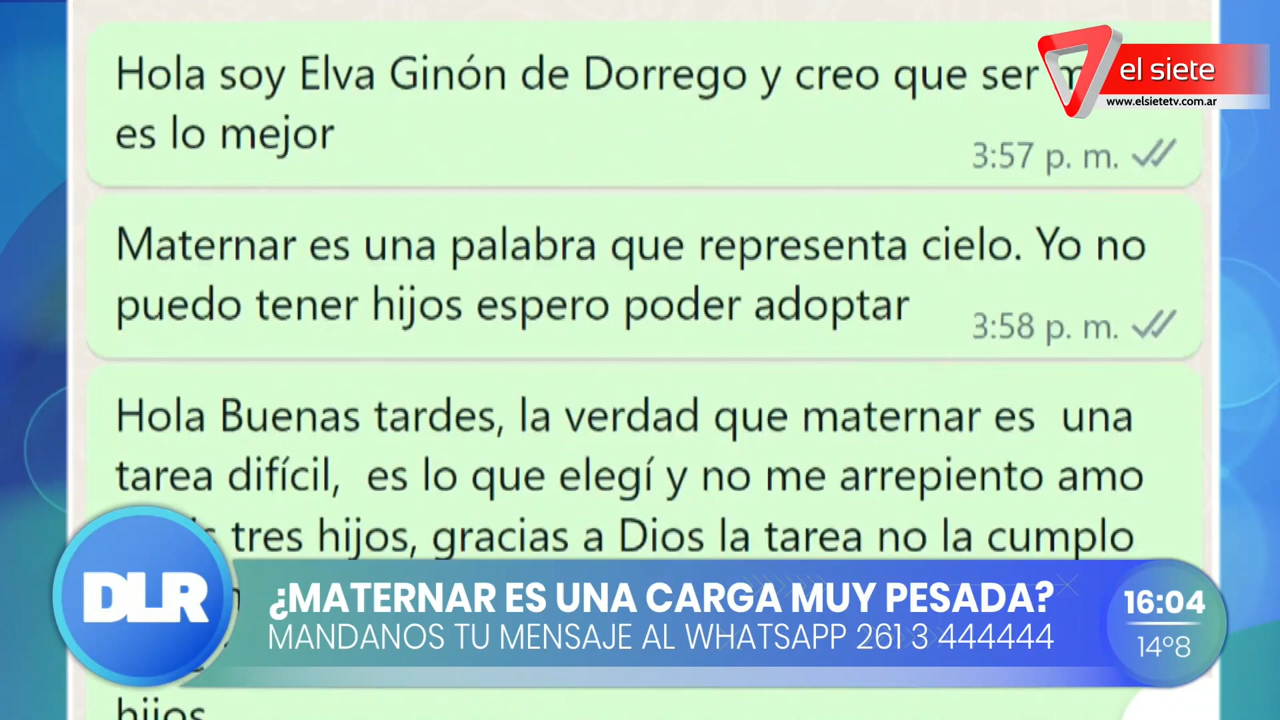 Hola soy Elva Ginón de Dorrego y creo que ser
es lo mejor
3:57 p. m.
el siete
www.elsietetv.com.ar
Maternar es una palabra que representa cielo. Yo no
puedo tener hijos espero poder adoptar
3:58 p. m.
Hola Buenas tardes, la verdad que maternar es una
tarea difícil, es lo que elegí y no me arrepiento amo
tres hijos, gracias a Dios la tarea no la cumplo
DLR
¿MATERNAR ES UNA CARGA MUY PESADA?
MANDANOS TU MENSAJE AL WHATSAPP 261 3 444444
16:04
14º8
hijos